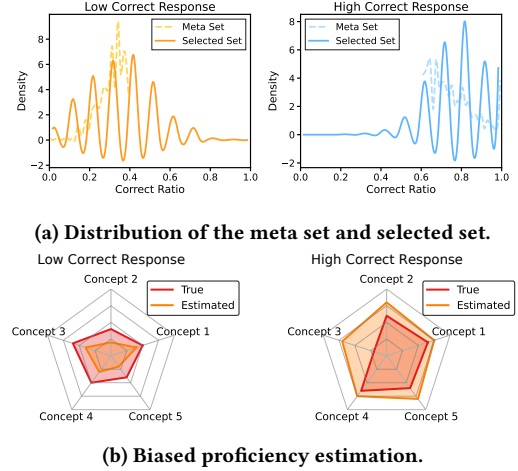 Low Correct Response
High Correct Response
Meta Set
Selected Set
Meta Set
Selected Set
Density
8
6
4
2
0
−2
0.0 0.2 0.4 0.6 0.8 1.0
Correct Ratio
Density
8
6
4
2
0
−2
0.0 0.2 0.4 0.6 0.8 1.0
Correct Ratio
(a) Distribution of the meta set and selected set.
Low Correct Response
Concept 2
True
Estimated
Concept 3
Concept 1
Concept 4
Concept 5
High Correct Response
Concept 2
True
Estimated
Concept 3
Concept 1
Concept 4
Concept 5
(b) Biased proficiency estimation.